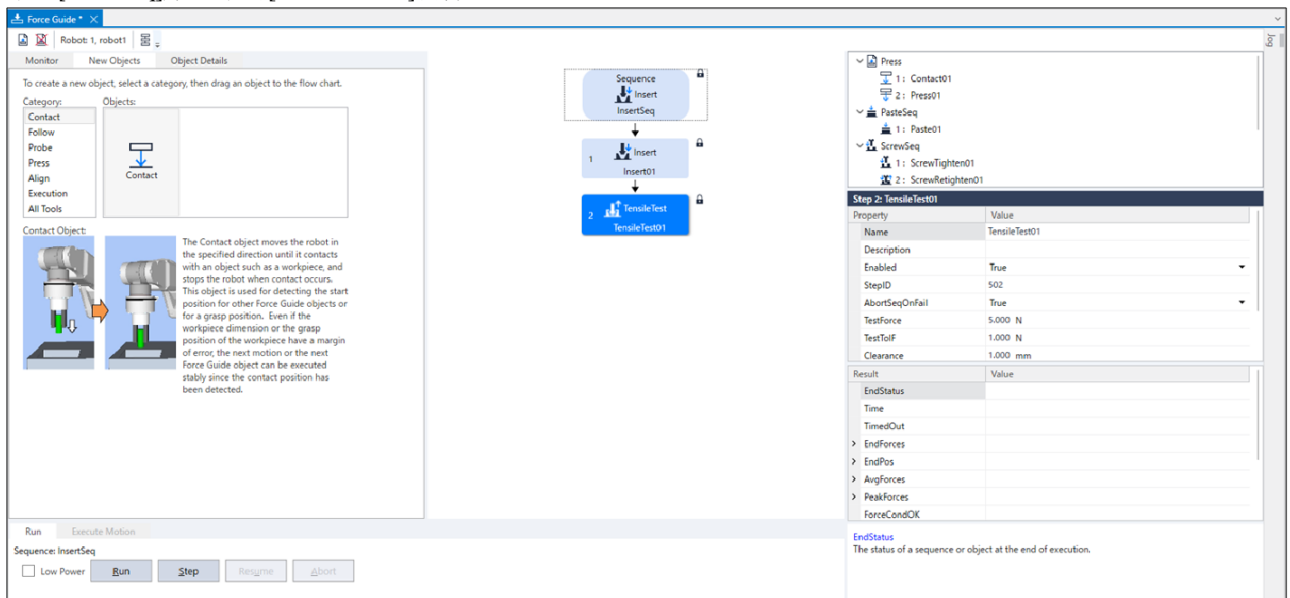 Force Guide *
Jog
Robot: 1, robot1
Monitor New Objects Object Details
To create a new object, select a category, then drag an object to the flow chart.
Category: Objects:
Contact
Follow
Probe
Press
Align
Execution
All Tools
Contact
Contact Object:
The Contact object moves the robot in
the specified direction until it contacts
with an object such as a workpiece, and
stops the robot when contact occurs.
This object is used for detecting the start
position for other Force Guide objects or
for a grasp position. Even if the
workpiece dimension or the grasp
position of the workpiece have a margin
of error, the next motion or the next
Force Guide object can be executed
stably since the contact position has
been detected.
Sequence
Insert
InsertSeq
1 Insert
Insert01
2 TensileTest
TensileTest01
Press
1: Contact01
2: Press01
PasteSeq
1: Paste01
ScrewSeq
1: ScrewTighten01
2: ScrewRetighten01
Step 2: TensileTest01
Property Value
Name TensileTest01
Description
Enabled True
StepID 502
AbortSeqOnFail True
TestForce 5.000 N
TestTolF 1.000 N
Clearance 1.000 mm
Result Value
EndStatus
Time
TimedOut
EndForces
EndPos
AvgForces
PeakForces
ForceCondOK
EndStatus
The status of a sequence or object at the end of execution.
Run Execute Motion
Sequence: InsertSeq
Low Power Run Step Resume Abort